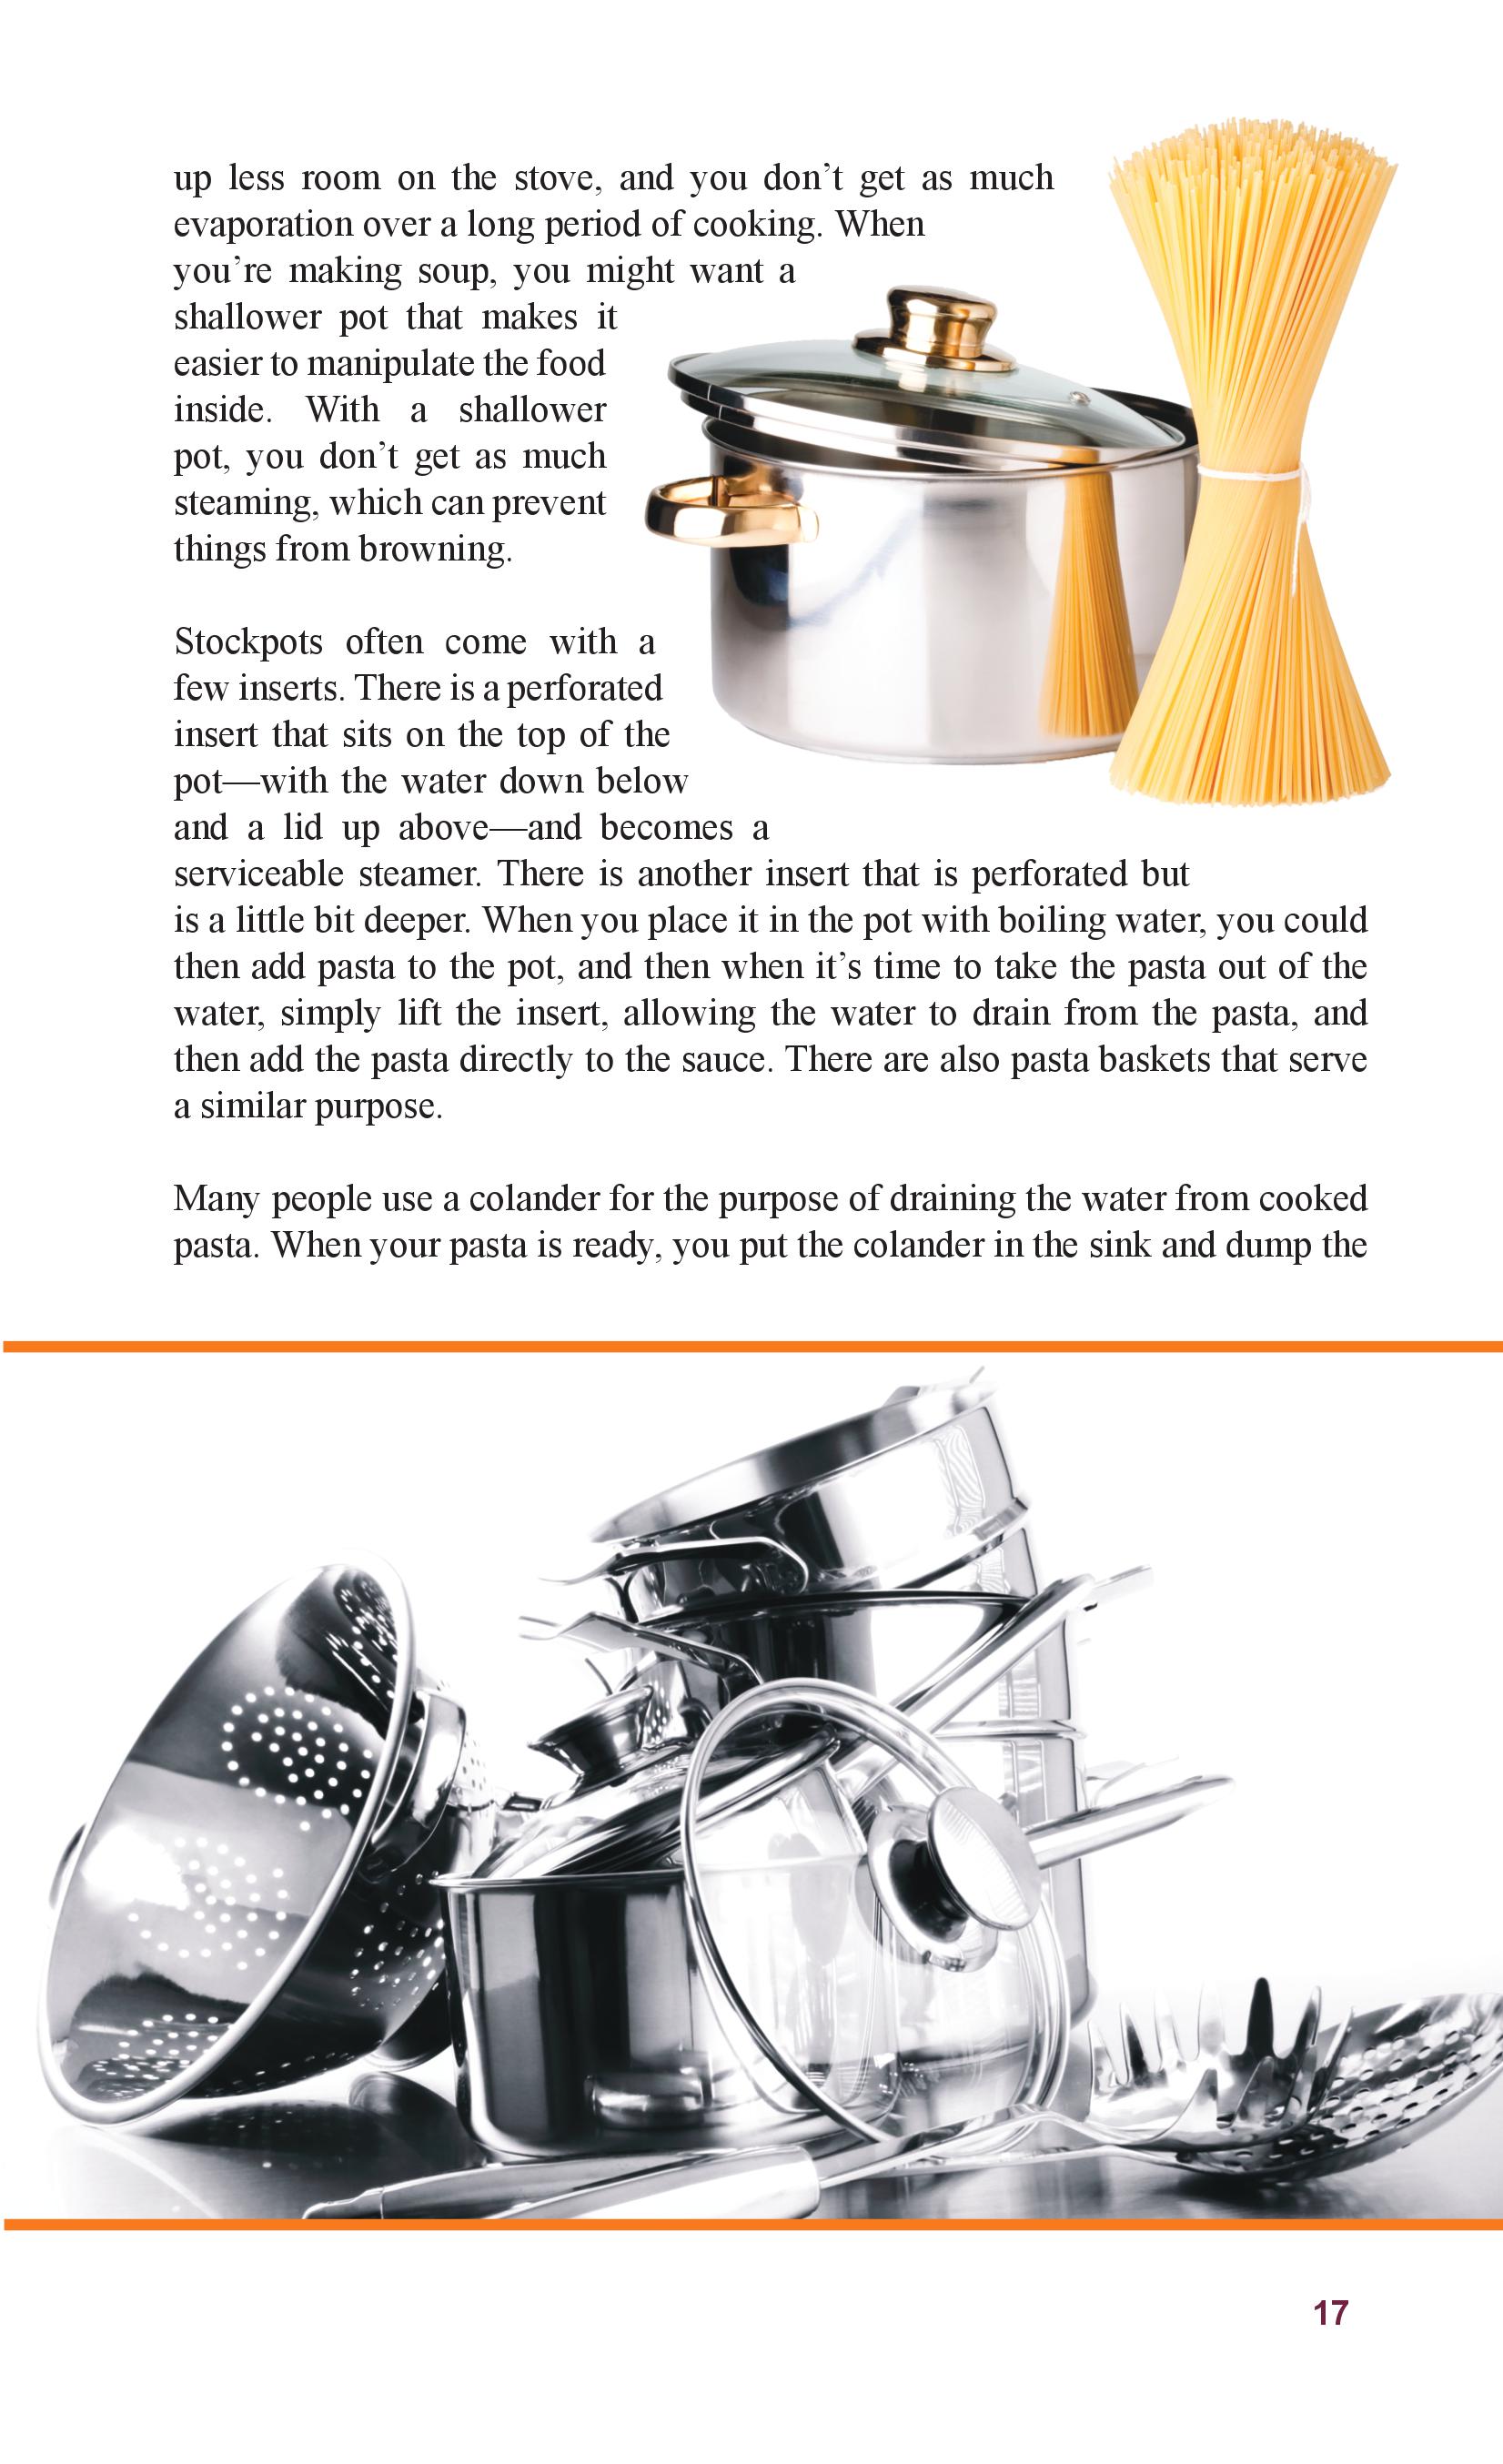 up less room on the stove, and you don’t get as much
evaporation over a long period of cooking. When
you’re making soup, you might want a
shallower pot that makes it
easier to manipulate the food
inside. With a shallower
pot, you don’t get as much
steaming, which can prevent
things from browning.
Stockpots often come with a
few inserts. There is a perforated
insert that sits on the top of the
pot—with the water down below
and a lid up above—and becomes a
serviceable steamer. There is another insert that is perforated but
is a little bit deeper. When you place it in the pot with boiling water, you could
then add pasta to the pot, and then when it’s time to take the pasta out of the
water, simply lift the insert, allowing the water to drain from the pasta, and
then add the pasta directly to the sauce. There are also pasta baskets that serve
a similar purpose.
Many people use a colander for the purpose of draining the water from cooked
pasta. When your pasta is ready, you put the colander in the sink and dump the
17